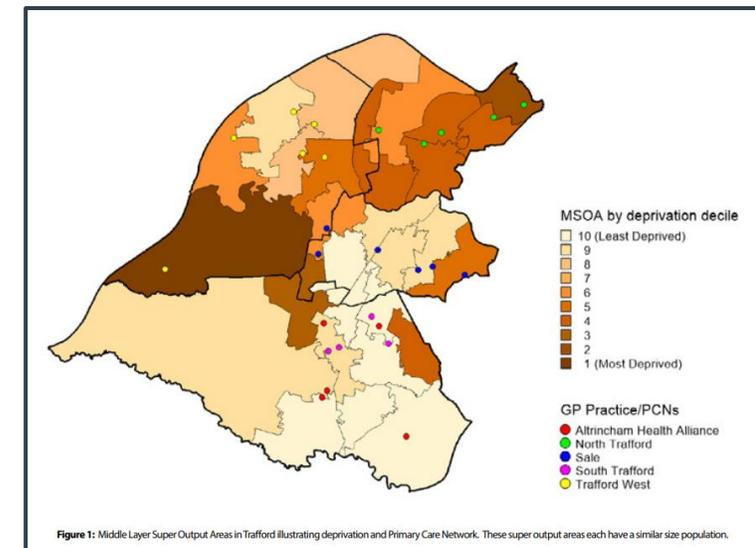 MSOA by deprivation decile
10 (Least Deprived)
9
8
7
6
5
4
3
2
1 (Most Deprived)
GP Practice/PCNs
Altrincham Health Alliance
North Trafford
Sale
South Trafford
Trafford West
Figure 1: Middle Layer Super Output Areas in Trafford illustrating deprivation and Primary Care Network. These super output areas each have a similar size population.